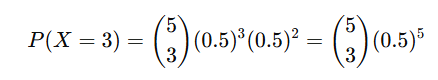 P(X = 3) = \binom{5}{3} (0.5)^3 (0.5)^2 = \binom{5}{3} (0.5)^5